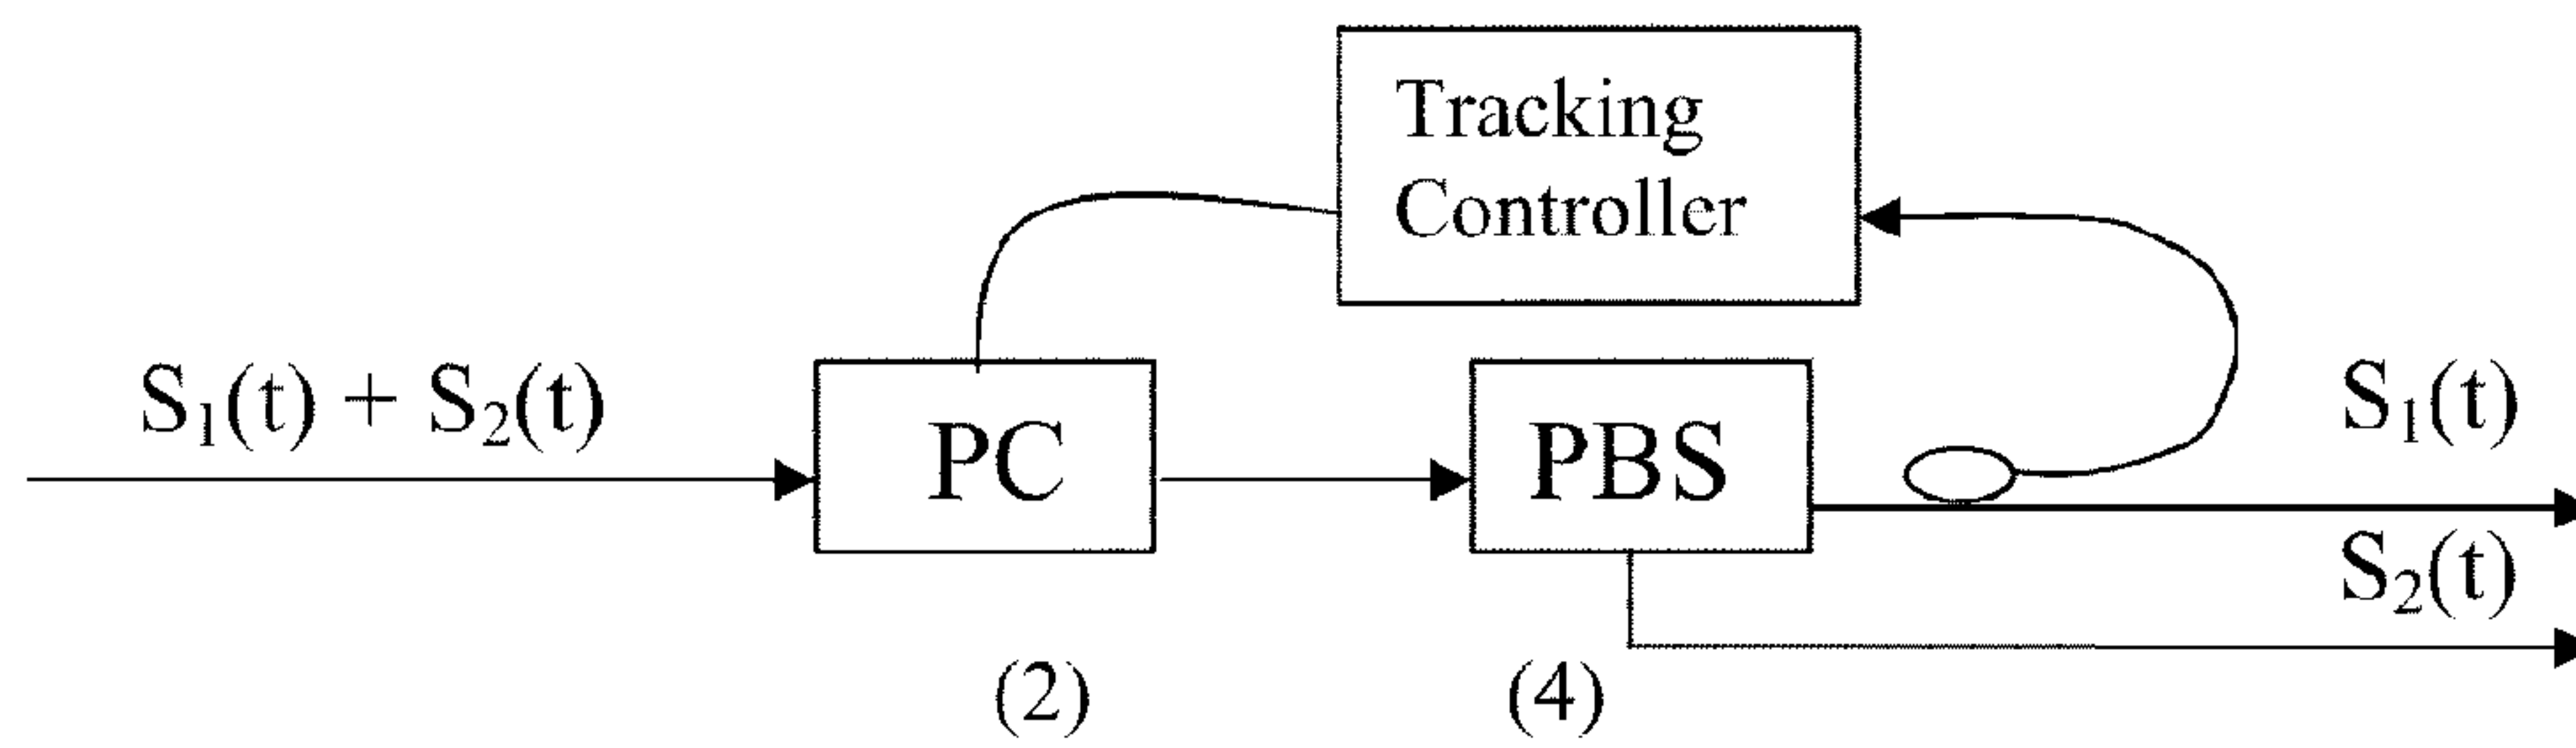 Tracking
Controller
S₁(t) + S₂(t)
PC
PBS
S₁(t)
S₂(t)
(2)
(4)